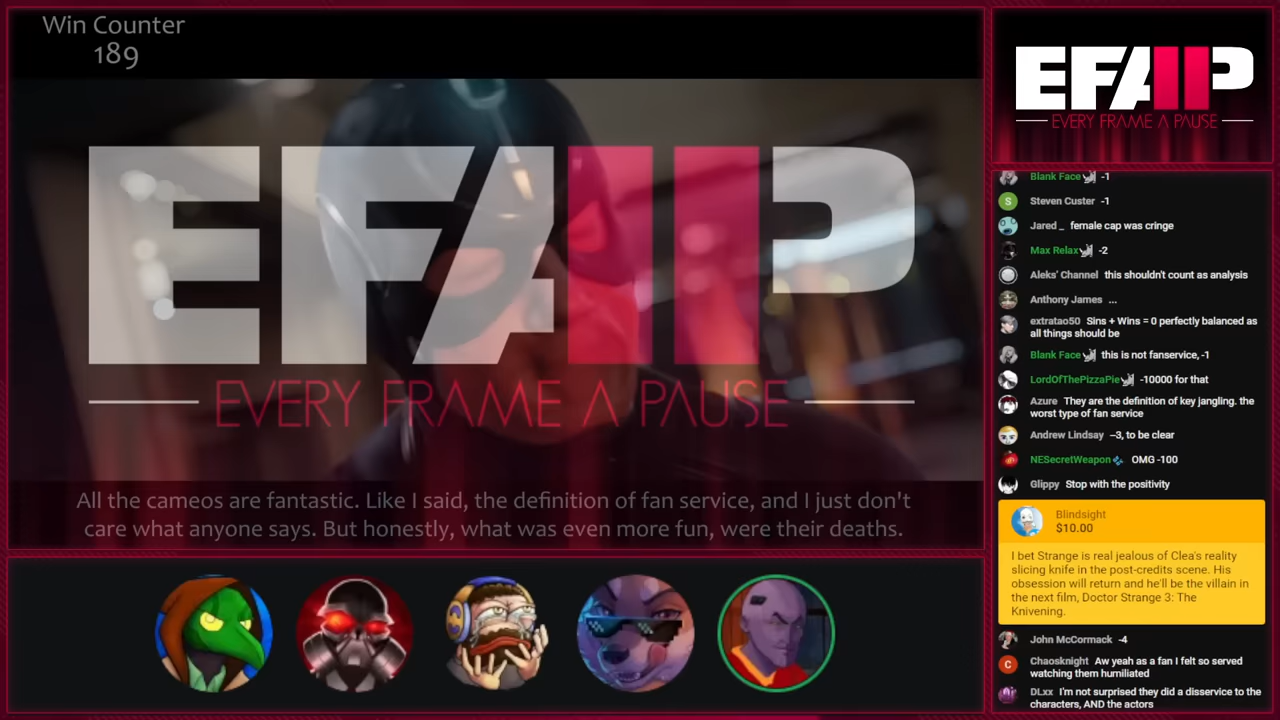 Win Counter
189
EFAP
EVERY FRAME A PAUSE
All the cameos are fantastic. Like I said, the definition of fan service, and I just don't
care what anyone says. But honestly, what was even more fun, were their deaths.
EFAP
EVERY FRAME A PAUSE
Blank Face -1
Steven Custer -1
Jared _ female cap was cringe
Max Relax -2
Aleks' Channel this shouldn't count as analysis
Anthony James ...
extratao50 Sins + Wins = 0 perfectly balanced as
all things should be
Blank Face this is not fanservice, -1
LordOfThePizzaPie -10000 for that
Azure They are the definition of key jangling. the
worst type of fan service
Andrew Lindsay --3, to be clear
NESecretWeapon OMG -100
Glippy Stop with the positivity
Blindsight
$10.00
I bet Strange is real jealous of Clea's reality
slicing knife in the post-credits scene. His
obsession will return and he'll be the villain in
the next film, Doctor Strange 3: The
Knivening.
John McCormack -4
Chaosknight Aw yeah as a fan I felt so served
watching them humiliated
DLxx I'm not surprised they did a disservice to the
characters, AND the actors